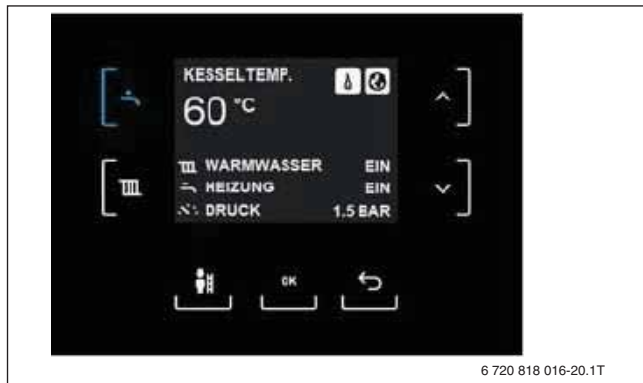 KESSELTEMP.
60 °C
WARMWASSER EIN
HEIZUNG EIN
DRUCK 1.5 BAR
OK
6 720 818 016-20.1T